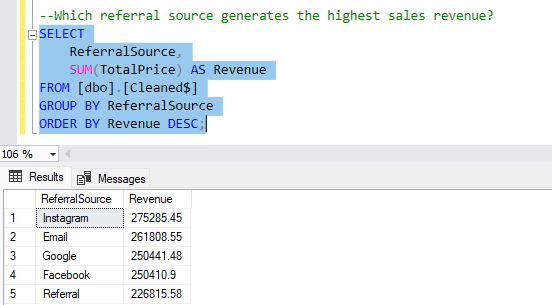 --Which referral source generates the highest sales revenue?
SELECT
ReferralSource,
SUM(TotalPrice) AS Revenue
FROM [dbo].[Cleaned$]
GROUP BY ReferralSource
ORDER BY Revenue DESC;
106 %
Results Messages
ReferralSource Revenue
1 Instagram 275285.45
2 Email 261808.55
3 Google 250441.48
4 Facebook 250410.9
5 Referral 226815.58